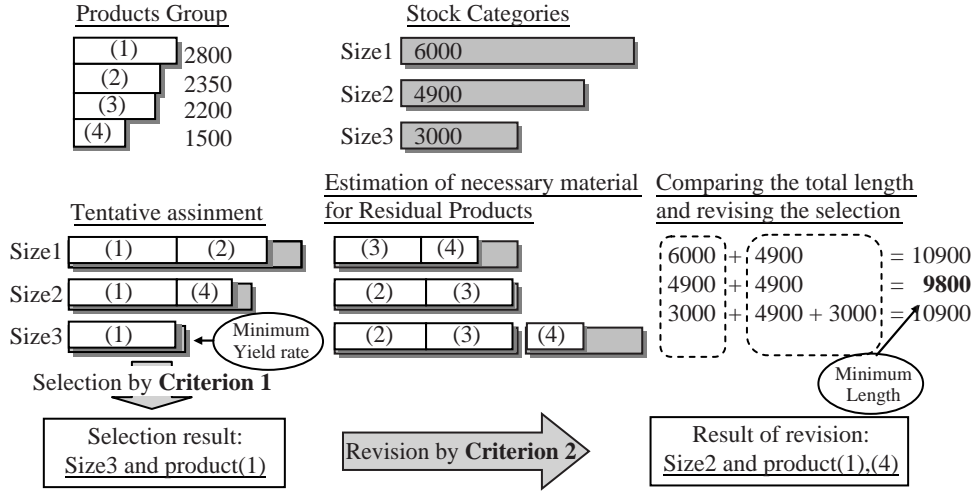 Products Group
(1) 2800
(2) 2350
(3) 2200
(4) 1500
Stock Categories
Size1 6000
Size2 4900
Size3 3000
Tentative assinment
Size1 (1) (2)
Size2 (1) (4)
Size3 (1)
Minimum
Yield rate
Selection by Criterion 1
Selection result:
Size3 and product(1)
Estimation of necessary material
for Residual Products
(3) (4)
(2) (3)
(2) (3) (4)
Revision by Criterion 2
Comparing the total length
and revising the selection
6000 + 4900 = 10900
4900 + 4900 = 9800
3000 + 4900 + 3000 = 10900
Minimum
Length
Result of revision:
Size2 and product(1),(4)